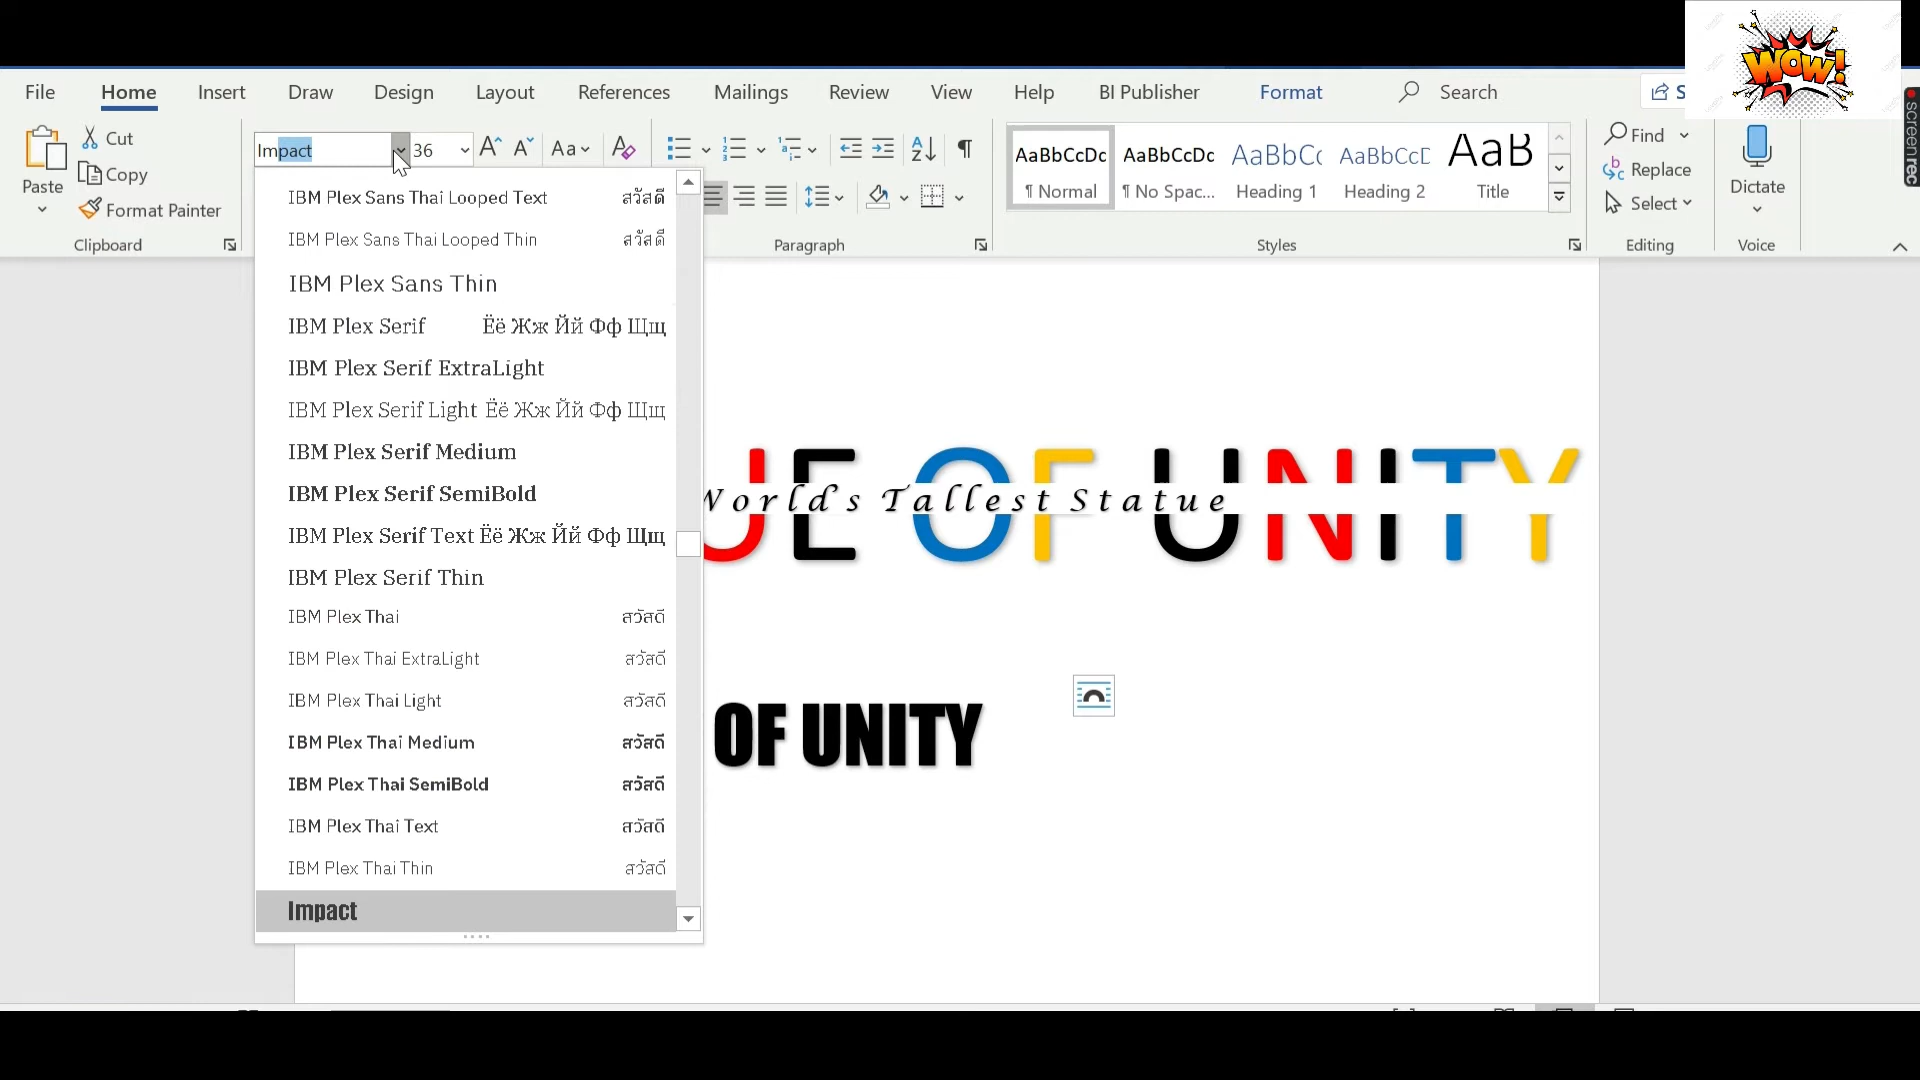 WOW!
File Home Insert Draw Design Layout References Mailings Review View Help BI Publisher Format Search S
Cut
Copy
Format Painter
Paste
Clipboard
Impact 36 Aa
Paragraph
AaBbCcDc AaBbCcDc AaBbCc AaBbCcD AaB
¶ Normal ¶ No Spac... Heading 1 Heading 2 Title
Styles
Find
Replace
Select
Editing
Dictate
Voice
screenrec
IBM Plex Sans Thai Looped Text สวัสดี
IBM Plex Sans Thai Looped Thin สวัสดี
IBM Plex Sans Thin
IBM Plex Serif Ёё Жж Йй Фф Щщ
IBM Plex Serif ExtraLight
IBM Plex Serif Light Ёё Жж Йй Фф Щщ
IBM Plex Serif Medium
IBM Plex Serif SemiBold
IBM Plex Serif Text Ёё Жж Йй Фф Щщ
IBM Plex Serif Thin
IBM Plex Thai สวัสดี
IBM Plex Thai ExtraLight สวัสดี
IBM Plex Thai Light สวัสดี
IBM Plex Thai Medium สวัสดี
IBM Plex Thai SemiBold สวัสดี
IBM Plex Thai Text สวัสดี
IBM Plex Thai Thin สวัสดี
Impact
UE OF UNITY
World's Tallest Statue
OF UNITY